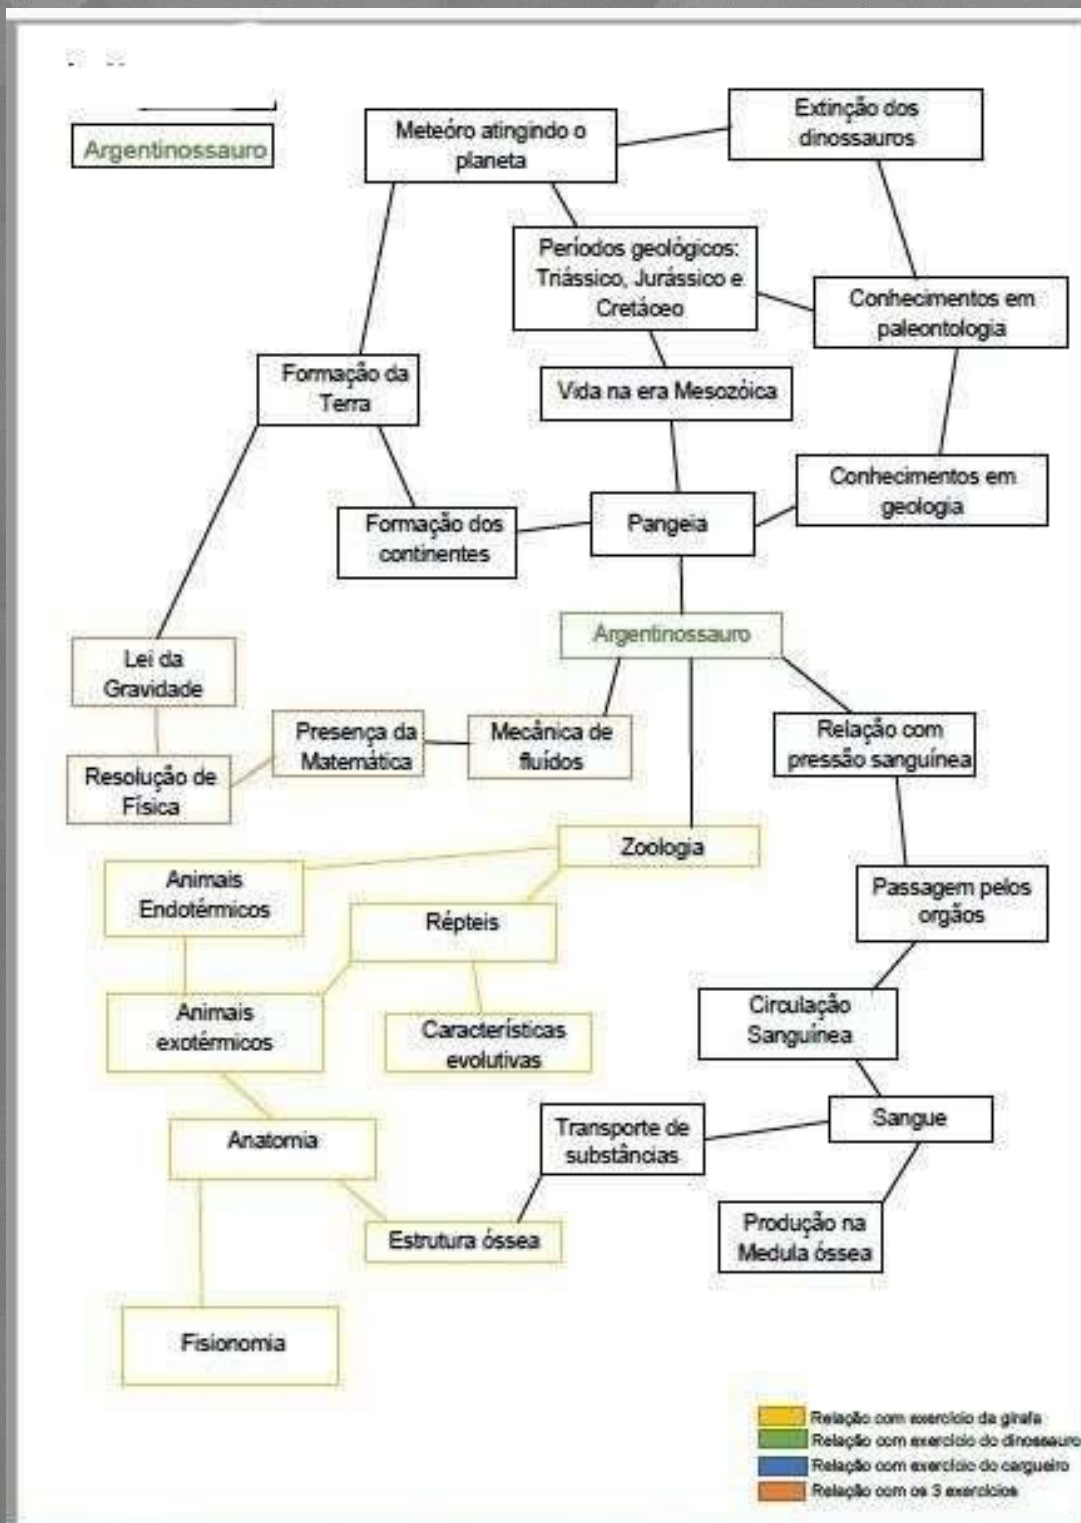 Argentinossauro
Meteóro atingindo o
planeta
Extinção dos
dinossauros
Períodos geológicos:
Triássico, Jurássico e
Cretáceo
Conhecimentos em
paleontologia
Formação da
Terra
Vida na era Mesozóica
Conhecimentos em
geologia
Formação dos
continentes
Pangeia
Argentinossauro
Lei da
Gravidade
Presença da
Matemática
Mecânica de
fluídos
Relação com
pressão sanguínea
Resolução de
Física
Zoologia
Animais
Endotérmicos
Répteis
Passagem pelos
orgãos
Animais
exotérmicos
Características
evolutivas
Circulação
Sanguínea
Anatomia
Transporte de
substâncias
Sangue
Estrutura óssea
Produção na
Medula óssea
Fisionomia
Relação com exercício da girafa
Relação com exercício do dinossauro
Relação com exercício do cargueiro
Relação com os 3 exercícios